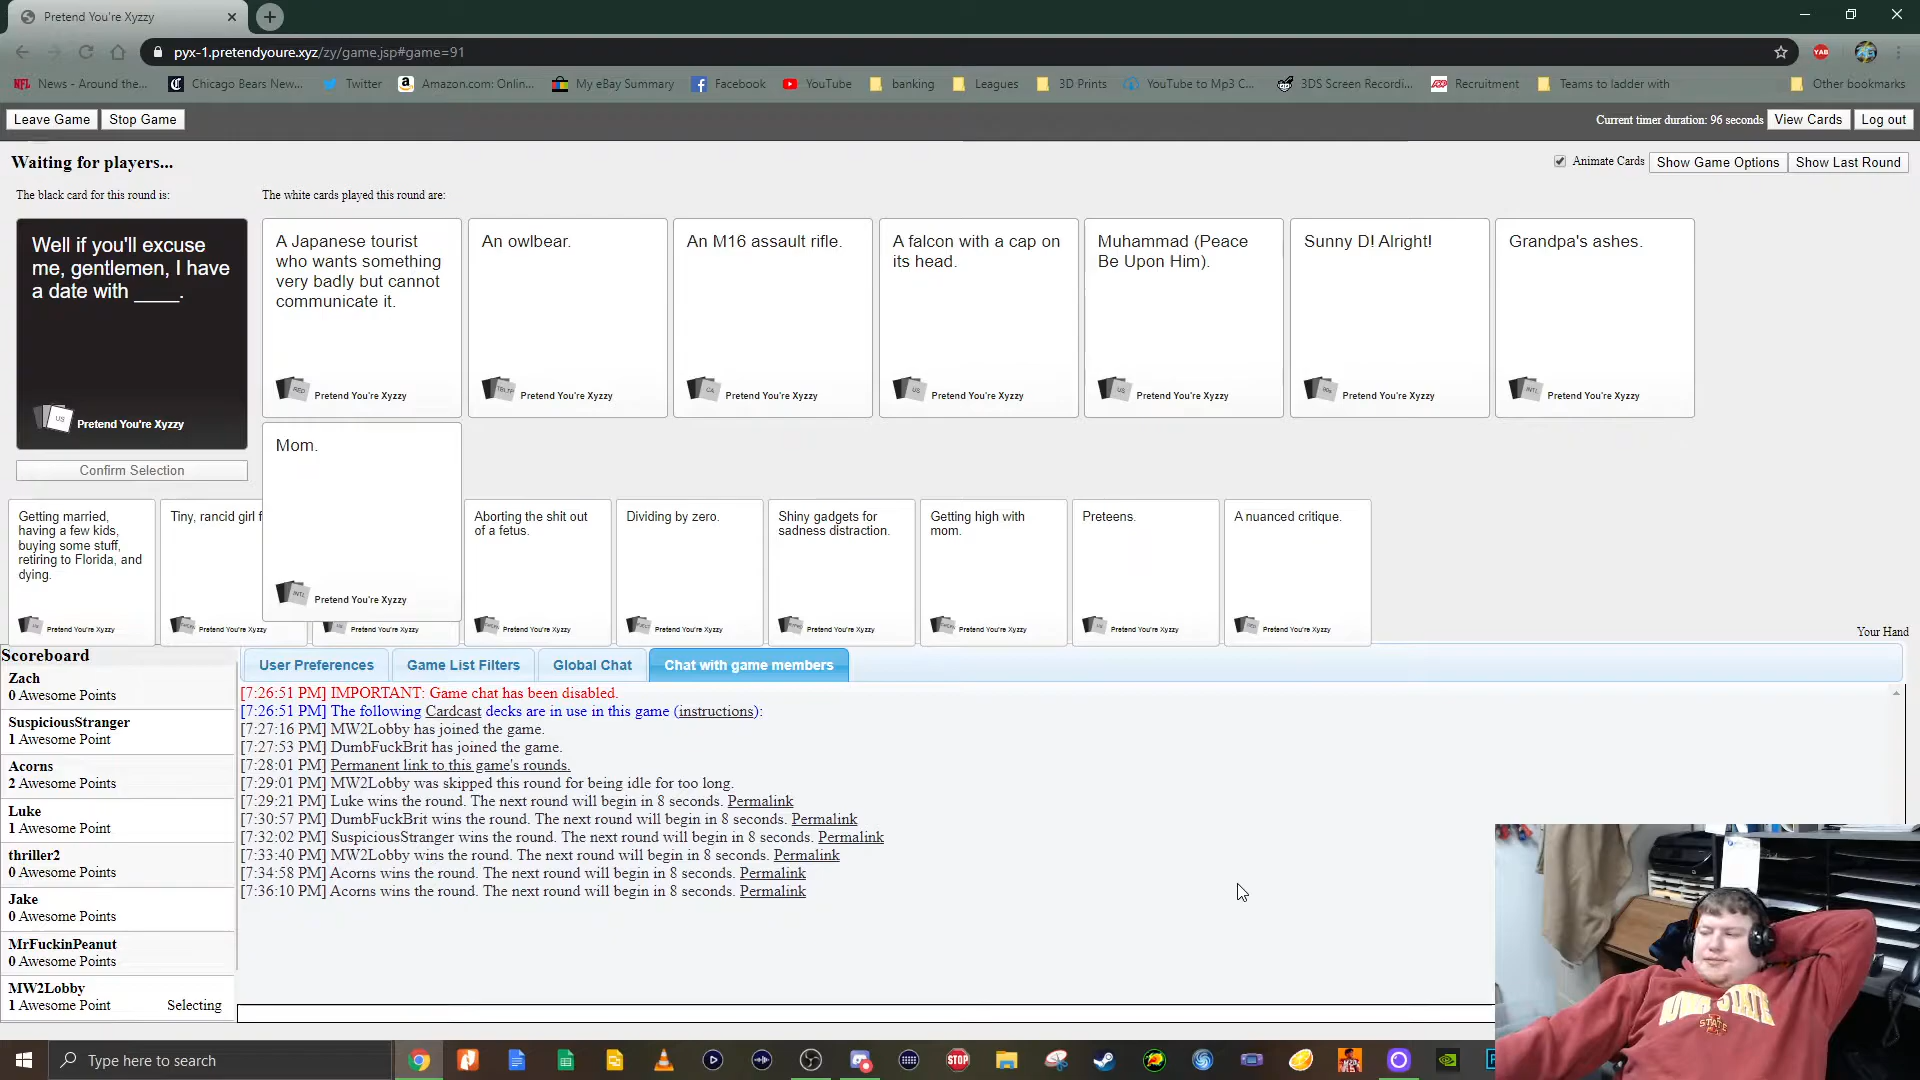 Pretend You're Xyzzy
pyx-1.pretendyoure.xyz/zy/game.jsp#game=91
YAB
NFL News - Around the...
Chicago Bears New...
Twitter
Amazon.com: Onlin...
My eBay Summary
Facebook
YouTube
banking
Leagues
3D Prints
YouTube to Mp3 C...
3DS Screen Recordi...
Recruitment
Teams to ladder with
Other bookmarks
Leave Game
Stop Game
Current timer duration: 96 seconds
View Cards
Log out
Waiting for players...
Animate Cards
Show Game Options
Show Last Round
The black card for this round is:
The white cards played this round are:
Well if you'll excuse
me, gentlemen, I have
a date with ____.
US
Pretend You're Xyzzy
Confirm Selection
A Japanese tourist
who wants something
very badly but cannot
communicate it.
RED
Pretend You're Xyzzy
An owlbear.
TBLTP
Pretend You're Xyzzy
An M16 assault rifle.
CA
Pretend You're Xyzzy
A falcon with a cap on
its head.
US
Pretend You're Xyzzy
Muhammad (Peace
Be Upon Him).
US
Pretend You're Xyzzy
Sunny D! Alright!
90s
Pretend You're Xyzzy
Grandpa's ashes.
INTL
Pretend You're Xyzzy
Mom.
INTL
Pretend You're Xyzzy
Getting married,
having a few kids,
buying some stuff,
retiring to Florida, and
dying.
Pretend You're Xyzzy
Tiny, rancid girl f
Pretend You're Xyzzy
Pretend You're Xyzzy
Aborting the shit out
of a fetus.
Pretend You're Xyzzy
Dividing by zero.
Pretend You're Xyzzy
Shiny gadgets for
sadness distraction.
Pretend You're Xyzzy
Getting high with
mom.
Pretend You're Xyzzy
Preteens.
Pretend You're Xyzzy
A nuanced critique.
Pretend You're Xyzzy
Your Hand
Scoreboard
Zach
0 Awesome Points
SuspiciousStranger
1 Awesome Point
Acorns
2 Awesome Points
Luke
1 Awesome Point
thriller2
0 Awesome Points
Jake
0 Awesome Points
MrFuckinPeanut
0 Awesome Points
MW2Lobby
1 Awesome Point
Selecting
User Preferences
Game List Filters
Global Chat
Chat with game members
[7:26:51 PM] IMPORTANT: Game chat has been disabled.
[7:26:51 PM] The following Cardcast decks are in use in this game (instructions):
[7:27:16 PM] MW2Lobby has joined the game.
[7:27:53 PM] DumbFuckBrit has joined the game.
[7:28:01 PM] Permanent link to this game's rounds.
[7:29:01 PM] MW2Lobby was skipped this round for being idle for too long.
[7:29:21 PM] Luke wins the round. The next round will begin in 8 seconds. Permalink
[7:30:57 PM] DumbFuckBrit wins the round. The next round will begin in 8 seconds. Permalink
[7:32:02 PM] SuspiciousStranger wins the round. The next round will begin in 8 seconds. Permalink
[7:33:40 PM] MW2Lobby wins the round. The next round will begin in 8 seconds. Permalink
[7:34:58 PM] Acorns wins the round. The next round will begin in 8 seconds. Permalink
[7:36:10 PM] Acorns wins the round. The next round will begin in 8 seconds. Permalink
IOWA STATE
STATE
Type here to search
STOP